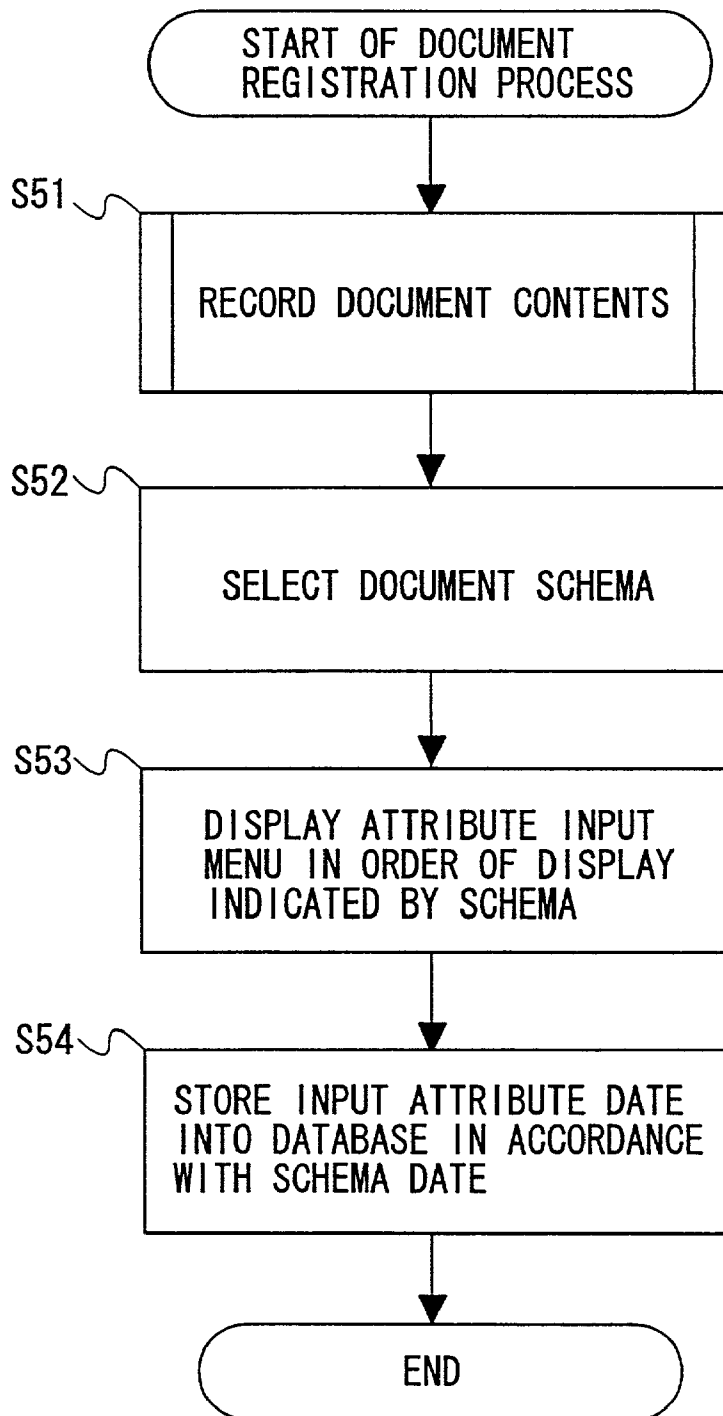 START OF DOCUMENT
REGISTRATION PROCESS
S51
RECORD DOCUMENT CONTENTS
S52
SELECT DOCUMENT SCHEMA
S53
DISPLAY ATTRIBUTE INPUT
MENU IN ORDER OF DISPLAY
INDICATED BY SCHEMA
S54
STORE INPUT ATTRIBUTE DATE
INTO DATABASE IN ACCORDANCE
WITH SCHEMA DATE
END